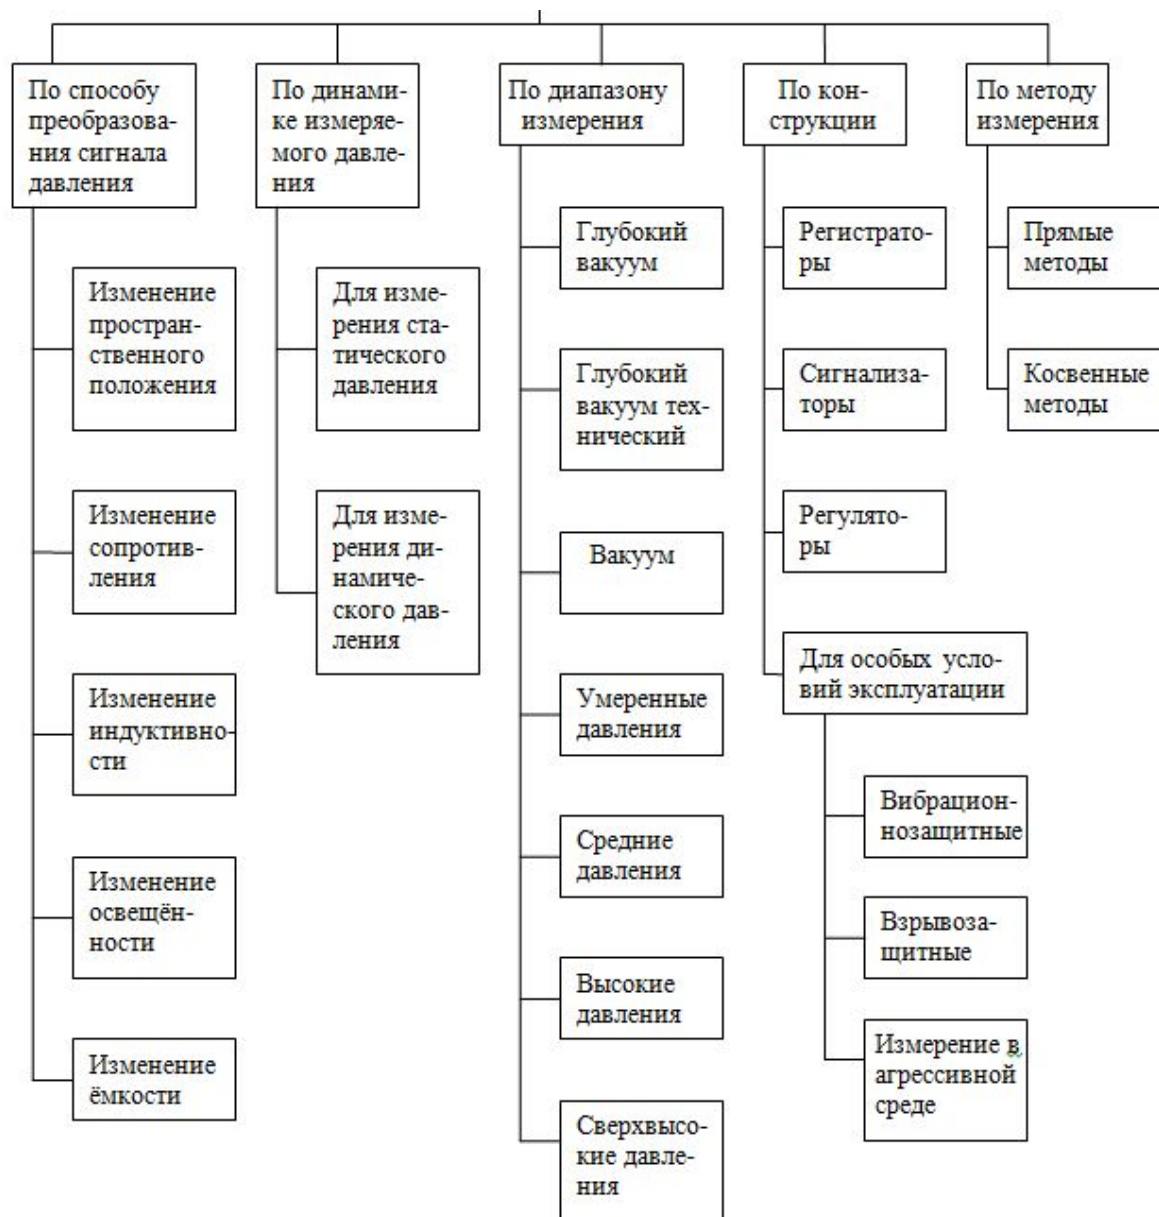 По способу
преобразова-
ния сигнала
давления
Изменение
простран-
ственного
положения
Изменение
сопротив-
ления
Изменение
индуктивно-
сти
Изменение
освещён-
ности
Изменение
ёмкости
По динами-
ке измеряе-
мого давле-
ния
Для изме-
рения ста-
тического
давления
Для изме-
рения ди-
намиче-
ского дав-
ления
По диапазону
измерения
Глубокий
вакуум
Глубокий
вакуум тех-
нический
Вакуум
Умеренные
давления
Средние
давления
Высокие
давления
Сверхвысо-
кие давле-
ния
По кон-
струкции
Регистрато-
ры
Сигнализа-
торы
Регулято-
ры
Для особых усло-
вий эксплуатации
Вибрацион-
нозащитные
Взрывоза-
щитные
Измерение в
агрессивной
среде
По методу
измерения
Прямые
методы
Косвенные
методы